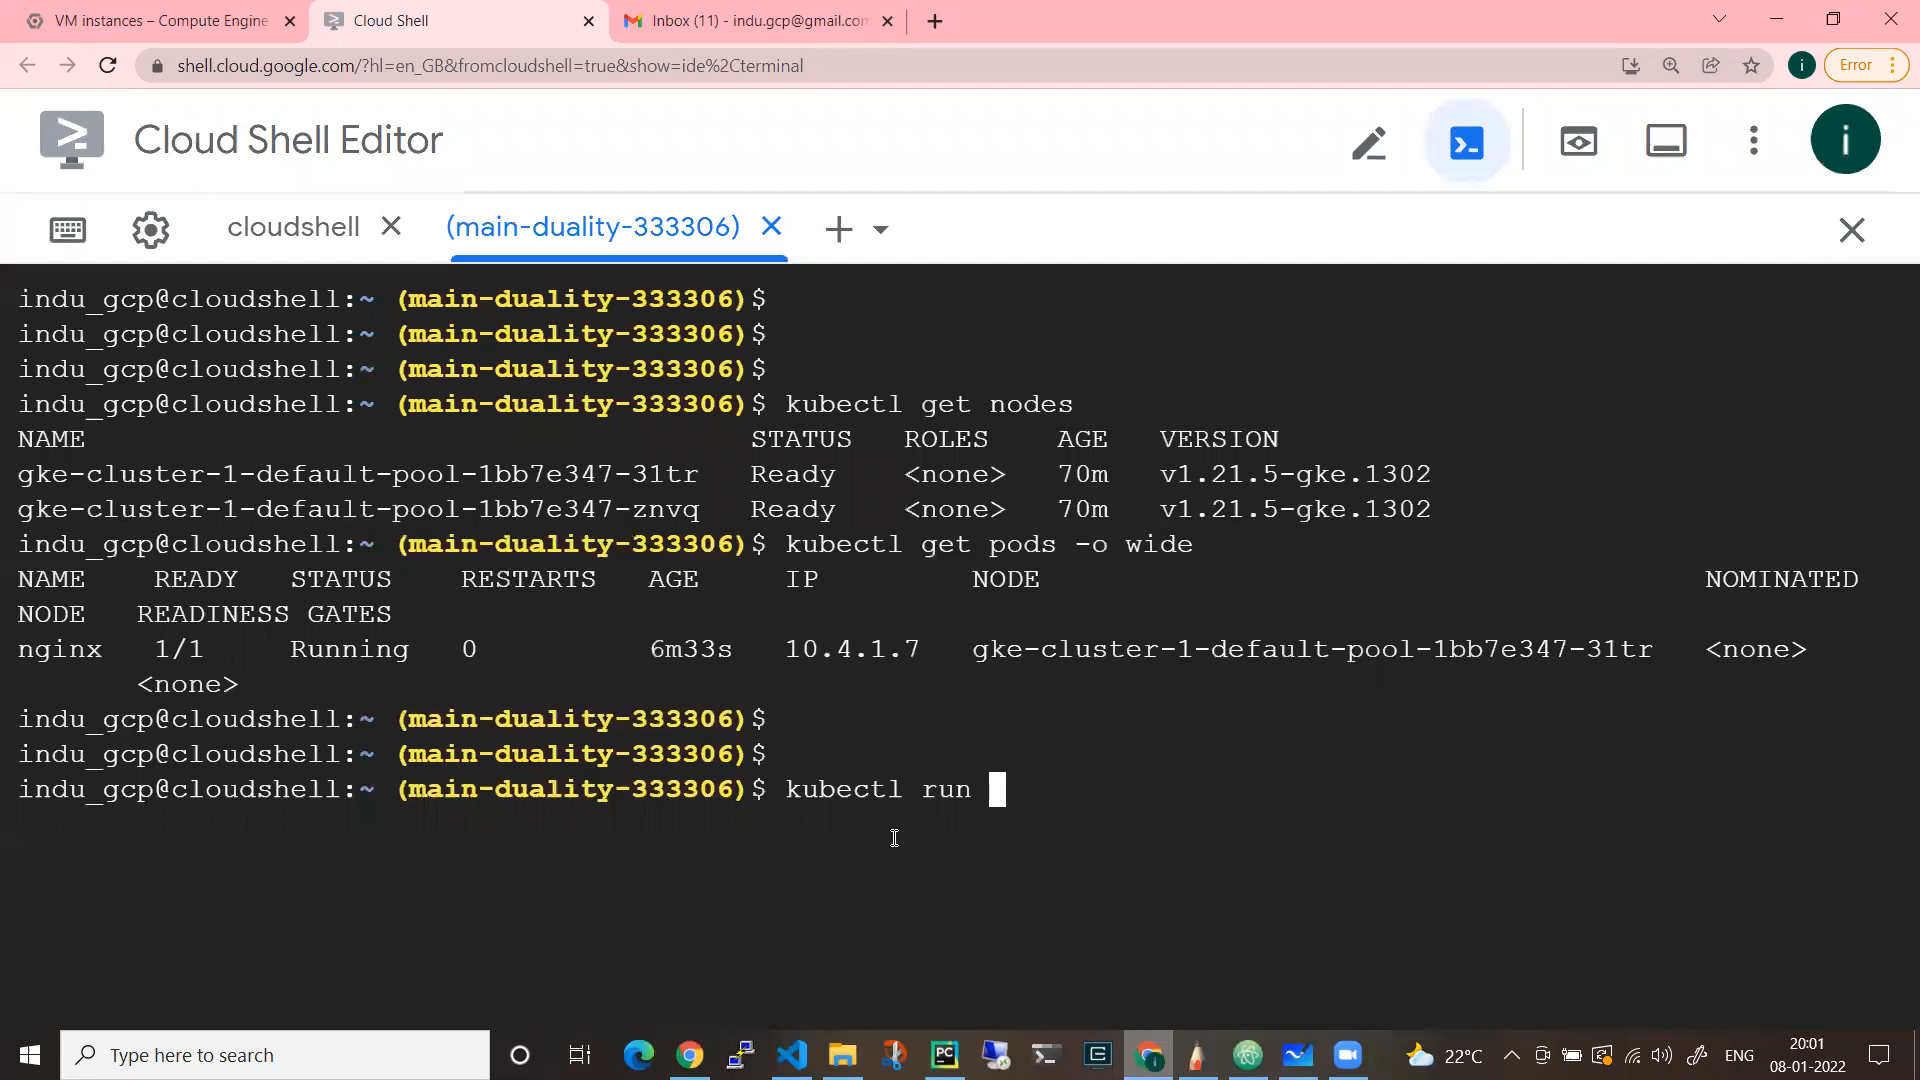 VM instances – Compute Engine
Cloud Shell
Inbox (11) - indu.gcp@gmail.com
shell.cloud.google.com/?hl=en_GB&fromcloudshell=true&show=ide%2Cterminal
i
Error
Cloud Shell Editor
i
cloudshell
(main-duality-333306)
indu_gcp@cloudshell:~ (main-duality-333306)$
indu_gcp@cloudshell:~ (main-duality-333306)$
indu_gcp@cloudshell:~ (main-duality-333306)$
indu_gcp@cloudshell:~ (main-duality-333306)$ kubectl get nodes
NAME STATUS ROLES AGE VERSION
gke-cluster-1-default-pool-1bb7e347-31tr Ready <none> 70m v1.21.5-gke.1302
gke-cluster-1-default-pool-1bb7e347-znvq Ready <none> 70m v1.21.5-gke.1302
indu_gcp@cloudshell:~ (main-duality-333306)$ kubectl get pods -o wide
NAME READY STATUS RESTARTS AGE IP NODE NOMINATED
NODE READINESS GATES
nginx 1/1 Running 0 6m33s 10.4.1.7 gke-cluster-1-default-pool-1bb7e347-31tr <none>
<none>
indu_gcp@cloudshell:~ (main-duality-333306)$
indu_gcp@cloudshell:~ (main-duality-333306)$
indu_gcp@cloudshell:~ (main-duality-333306)$ kubectl run
Type here to search
22°C
ENG
20:01
08-01-2022